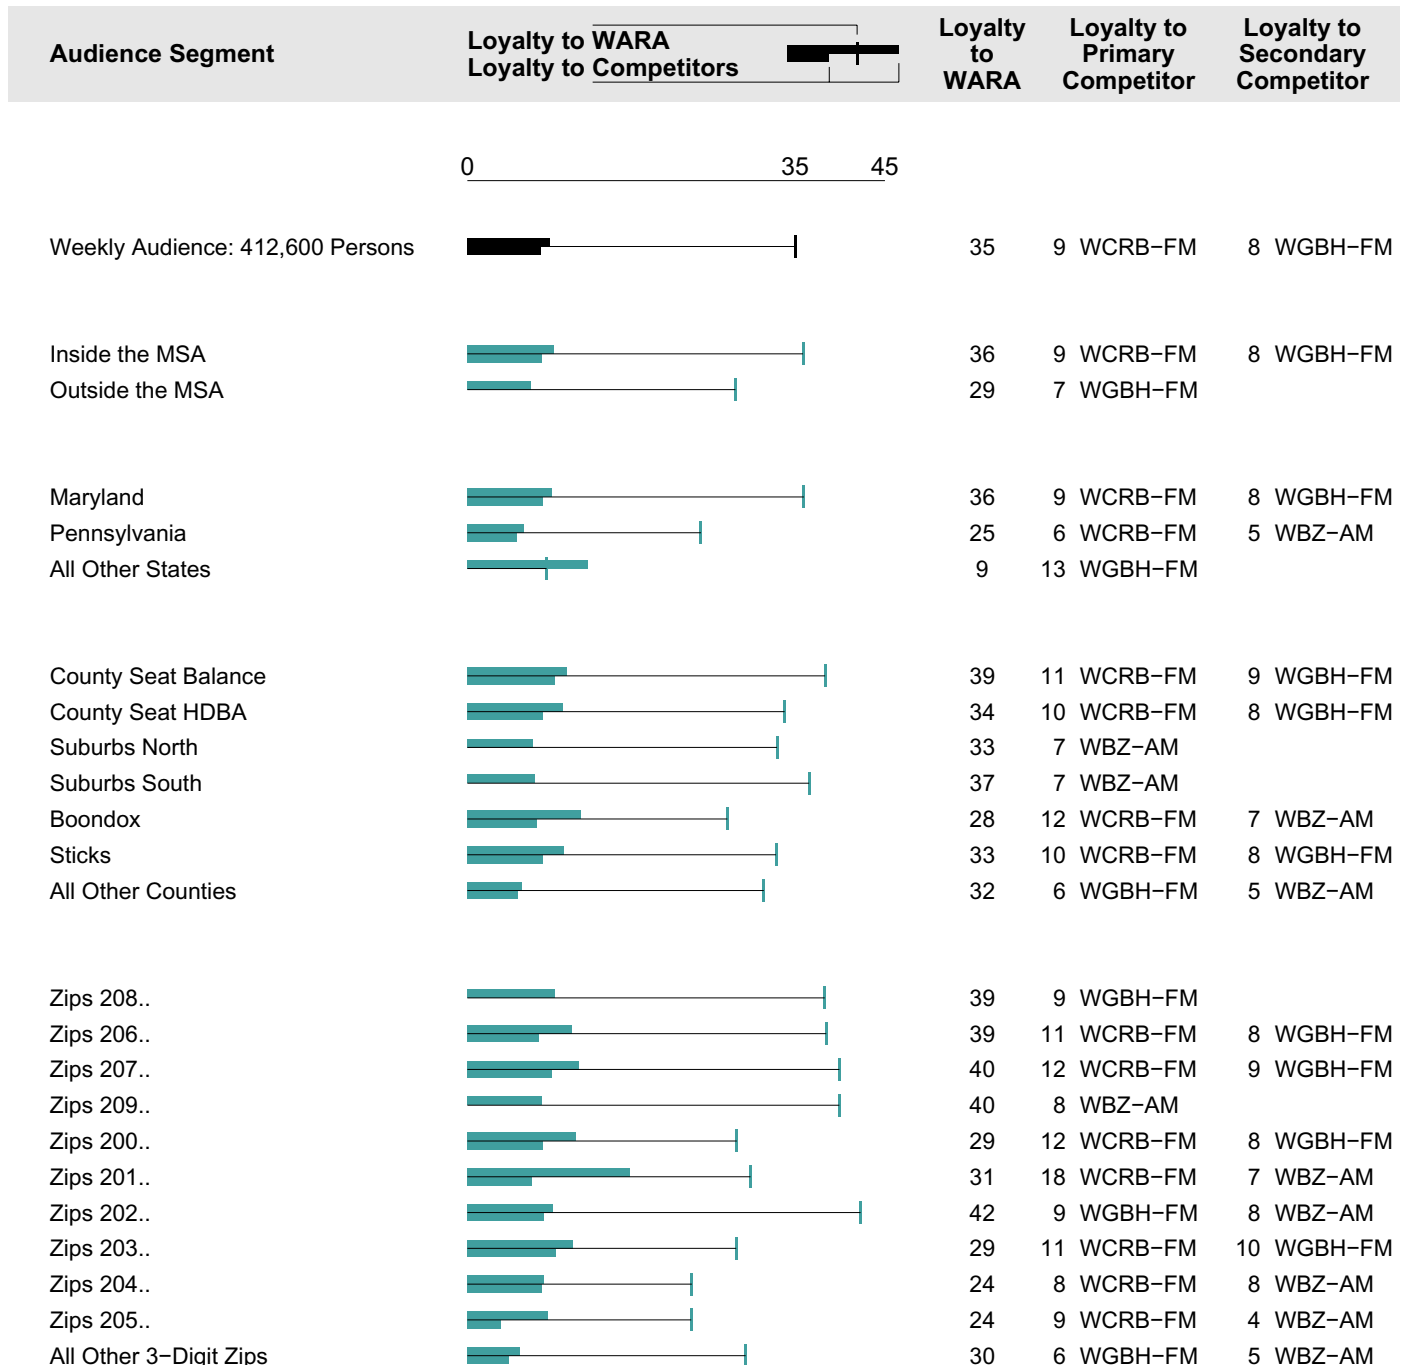 Audience Segment
Loyalty to WARA
Loyalty to Competitors
Loyalty to WARA
Loyalty to Primary Competitor
Loyalty to Secondary Competitor
0 35 45
Weekly Audience: 412,600 Persons 35 9 WCRB−FM 8 WGBH−FM
Inside the MSA 36 9 WCRB−FM 8 WGBH−FM
Outside the MSA 29 7 WGBH−FM
Maryland 36 9 WCRB−FM 8 WGBH−FM
Pennsylvania 25 6 WCRB−FM 5 WBZ−AM
All Other States 9 13 WGBH−FM
County Seat Balance 39 11 WCRB−FM 9 WGBH−FM
County Seat HDBA 34 10 WCRB−FM 8 WGBH−FM
Suburbs North 33 7 WBZ−AM
Suburbs South 37 7 WBZ−AM
Boondox 28 12 WCRB−FM 7 WBZ−AM
Sticks 33 10 WCRB−FM 8 WGBH−FM
All Other Counties 32 6 WGBH−FM 5 WBZ−AM
Zips 208.. 39 9 WGBH−FM
Zips 206.. 39 11 WCRB−FM 8 WGBH−FM
Zips 207.. 40 12 WCRB−FM 9 WGBH−FM
Zips 209.. 40 8 WBZ−AM
Zips 200.. 29 12 WCRB−FM 8 WGBH−FM
Zips 201.. 31 18 WCRB−FM 7 WBZ−AM
Zips 202.. 42 9 WGBH−FM 8 WBZ−AM
Zips 203.. 29 11 WCRB−FM 10 WGBH−FM
Zips 204.. 24 8 WCRB−FM 8 WBZ−AM
Zips 205.. 24 9 WCRB−FM 4 WBZ−AM
All Other 3−Digit Zips 30 6 WGBH−FM 5 WBZ−AM